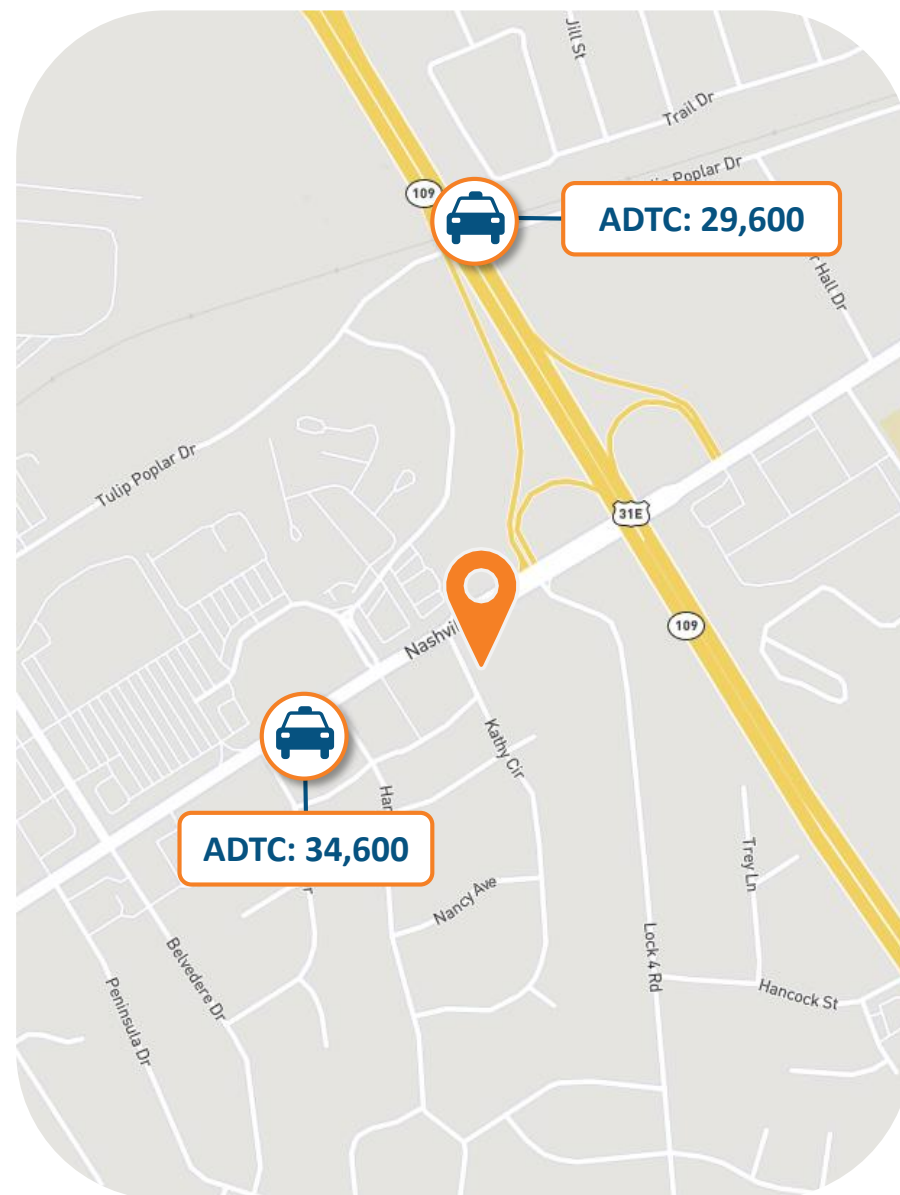 Jill St
Trail Dr
Poplar Dr
109
ADTC: 29,600
Hall Dr
Tulip Poplar Dr
31E
109
Kathy Cir
ADTC: 34,600
Trey Ln
Nancy Ave
Lock 4 Rd
Belvedere Dr
Peninsula Dr
Hancock St